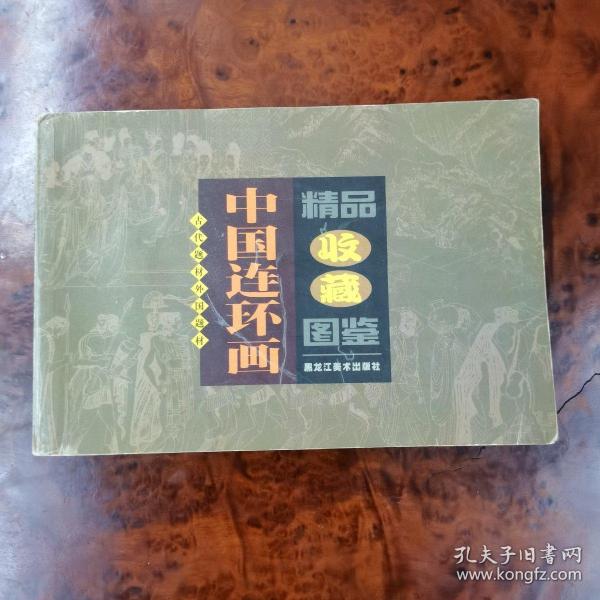 古代题材外国题材
中国连环画
精品
收藏
图鉴
黑龙江美术出版社
孔夫子旧书网
www.kongfz.com